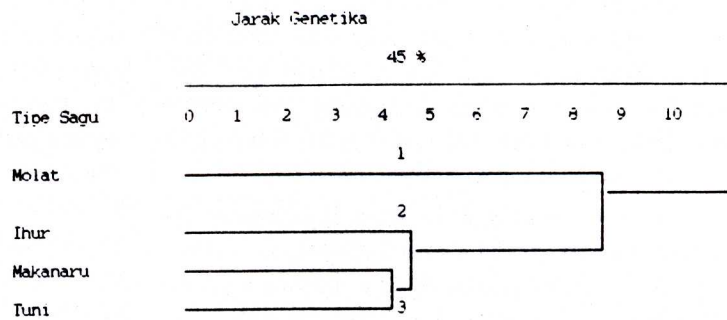 Jarak Genetika
45 %
Tipe Sagu 0 1 2 3 4 5 6 7 8 9 10
1
Molat
2
Ihur
Makanaru
Tuni 3